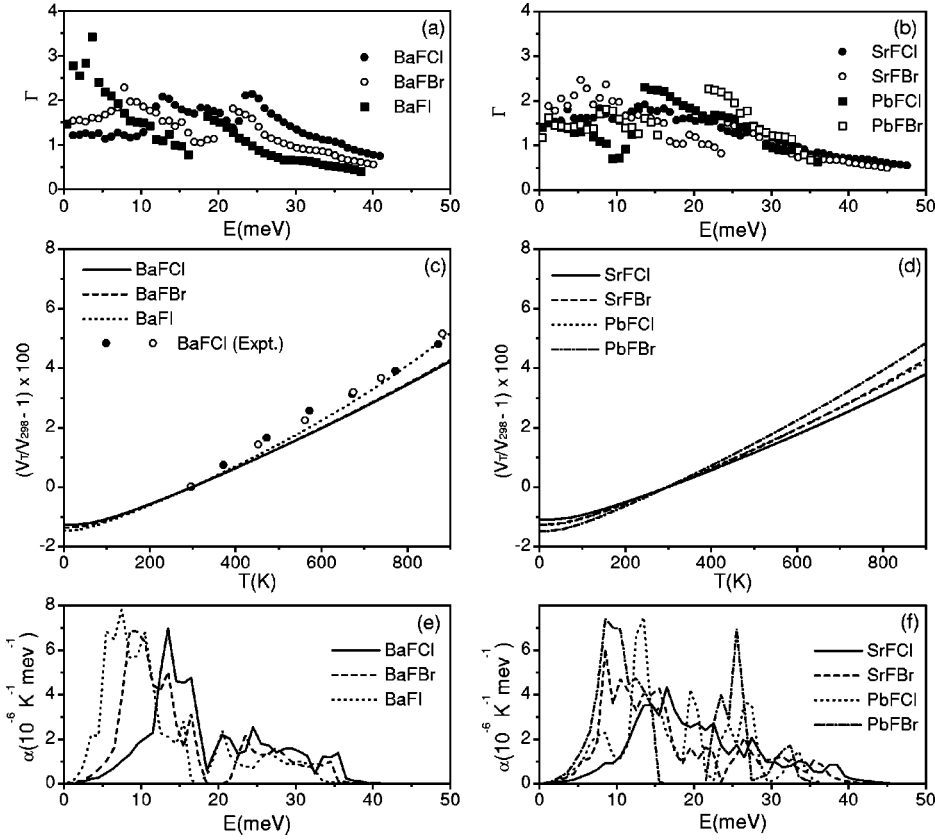 (a)
BaFCl
BaFBr
BaFI
Γ
4
3
2
1
0
0 10 20 30 40 50
E(meV)
(b)
SrFCl
SrFBr
PbFCl
PbFBr
Γ
4
3
2
1
0
0 10 20 30 40 50
E(meV)
(c)
BaFCl
BaFBr
BaFI
BaFCl (Expt.)
(VT/V298 - 1) x 100
8
6
4
2
0
-2
0 200 400 600 800
T(K)
(d)
SrFCl
SrFBr
PbFCl
PbFBr
(VT/V298 - 1) x 100
8
6
4
2
0
-2
0 200 400 600 800
T(K)
(e)
BaFCl
BaFBr
BaFI
α(10⁻⁶ K⁻¹ mev⁻¹)
8
6
4
2
0
0 10 20 30 40 50
E(meV)
(f)
SrFCl
SrFBr
PbFCl
PbFBr
α(10⁻⁶ K⁻¹ mev⁻¹)
8
6
4
2
0
0 10 20 30 40 50
E(meV)